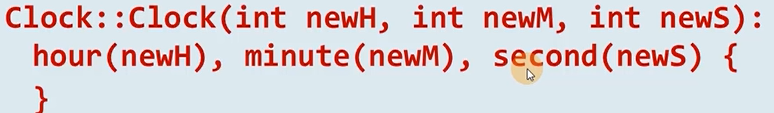 Clock::Clock(int newH, int newM, int newS):
hour(newH), minute(newM), second(newS) {
}